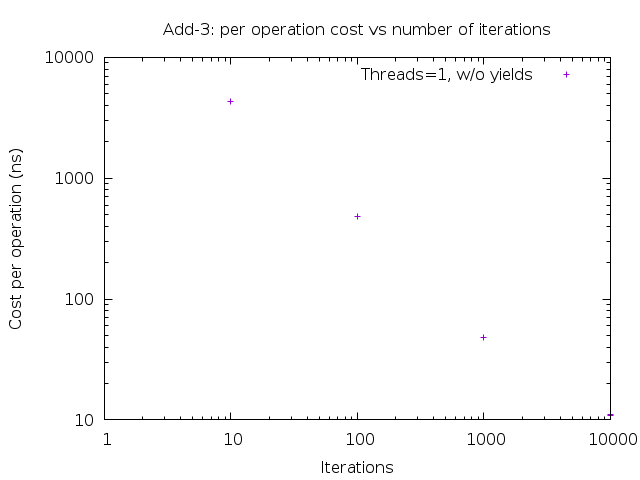 Add-3: per operation cost vs number of iterations
Threads=1, w/o yields
10000
1000
100
10
Cost per operation (ns)
1 10 100 1000 10000
Iterations